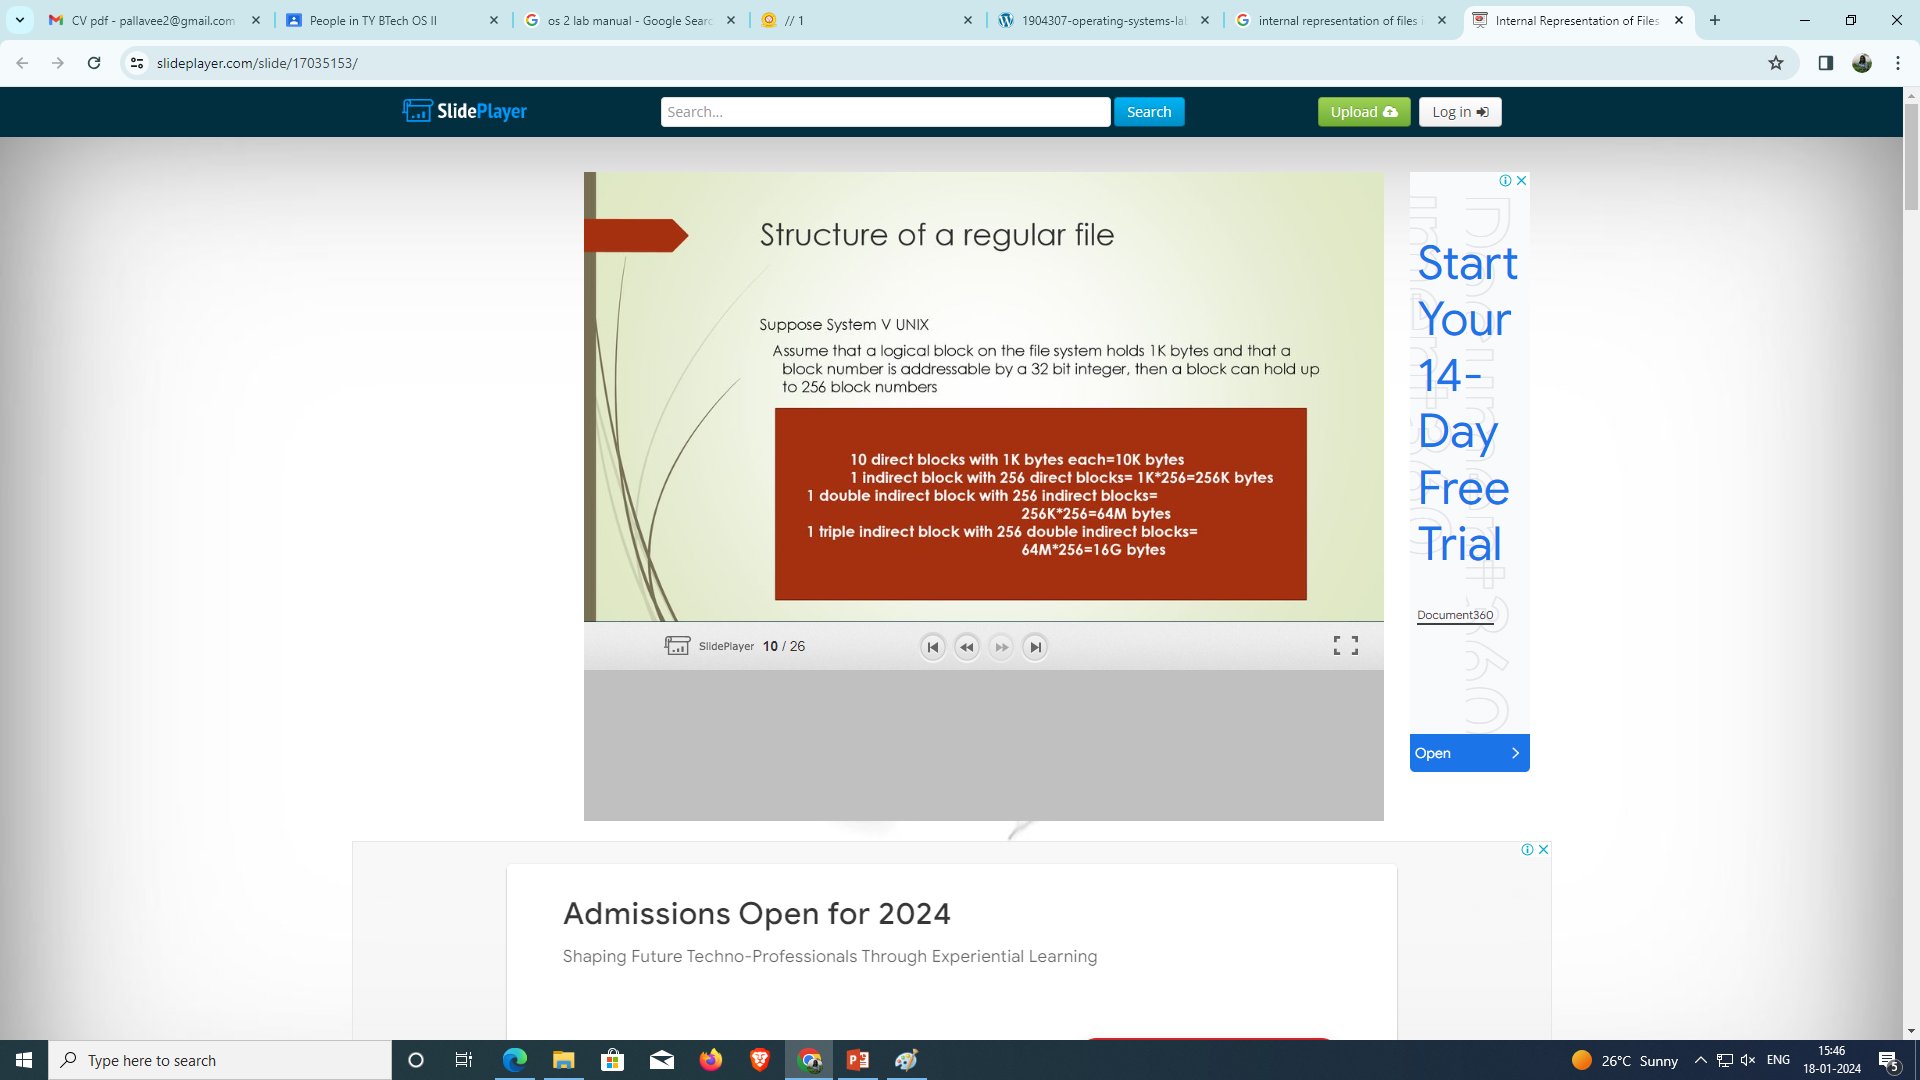 CV pdf - pallavee2@gmail.com
People in TY BTech OS II
os 2 lab manual - Google Searc
// 1
1904307-operating-systems-la
internal representation of files i
Internal Representation of Files
slideplayer.com/slide/17035153/
SlidePlayer
Search...
Search
Upload
Log in
Structure of a regular file
Suppose System V UNIX
Assume that a logical block on the file system holds 1K bytes and that a
block number is addressable by a 32 bit integer, then a block can hold up
to 256 block numbers
10 direct blocks with 1K bytes each=10K bytes
1 indirect block with 256 direct blocks= 1K*256=256K bytes
1 double indirect block with 256 indirect blocks=
256K*256=64M bytes
1 triple indirect block with 256 double indirect blocks=
64M*256=16G bytes
SlidePlayer 10 / 26
Start
Your
14-
Day
Free
Trial
Document360
Open
Admissions Open for 2024
Shaping Future Techno-Professionals Through Experiential Learning
Type here to search
26°C Sunny
ENG
15:46
18-01-2024
5